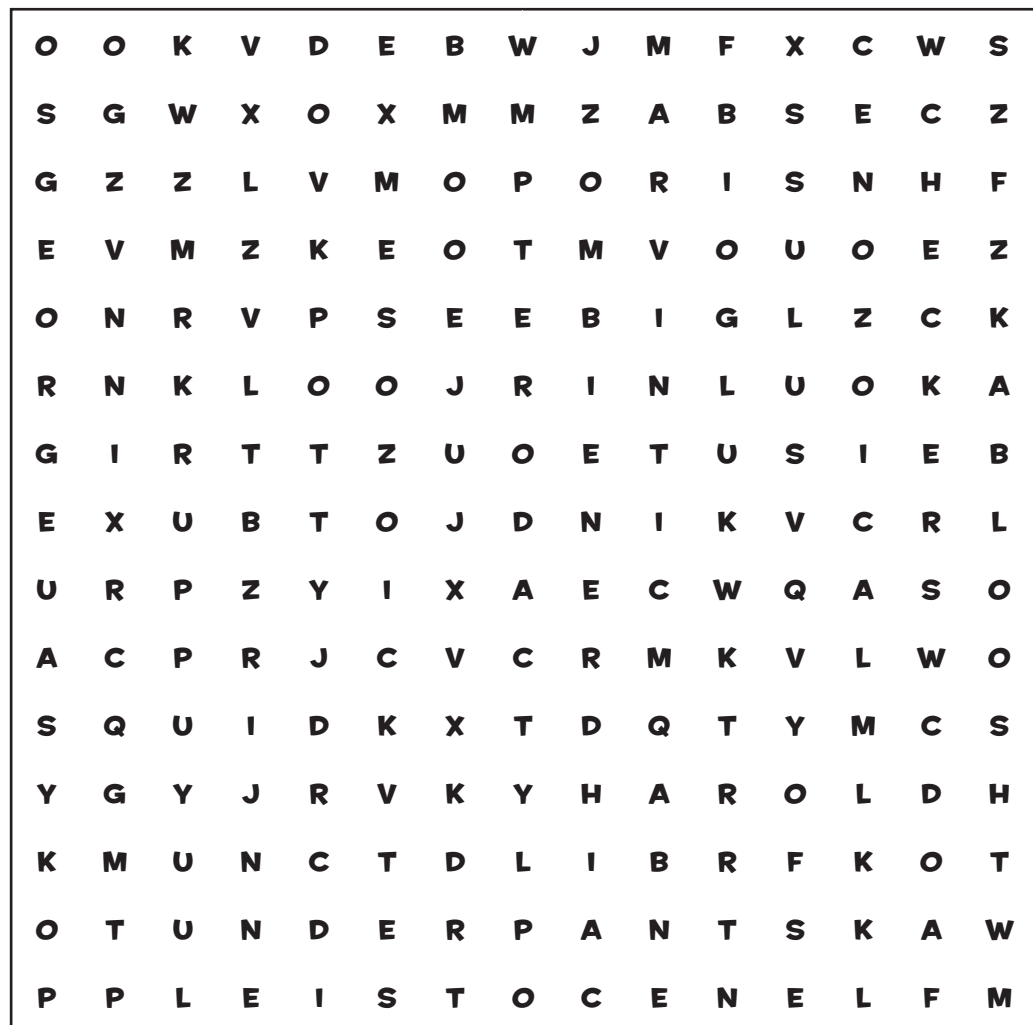 O O K V D E B W J M F X C W S
S G W X O X M M Z A B S E C Z
G Z Z L V M O P O R I S N H F
E V M Z K E O T M V O U O E Z
O N R V P S E E B I G L Z C K
R N K L O O J R I N L U O K A
G I R T T Z U O E T U S I E B
E X U B T O J D N I K V C R L
U R P Z Y I X A E C W Q A S O
A C P R J C V C R M K V L W O
S Q U I D K X T D Q T Y M C S
Y G Y J R V K Y H A R O L D H
K M U N C T D L I B R F K O T
O T U N D E R P A N T S K A W
P P L E I S T O C E N E L F M